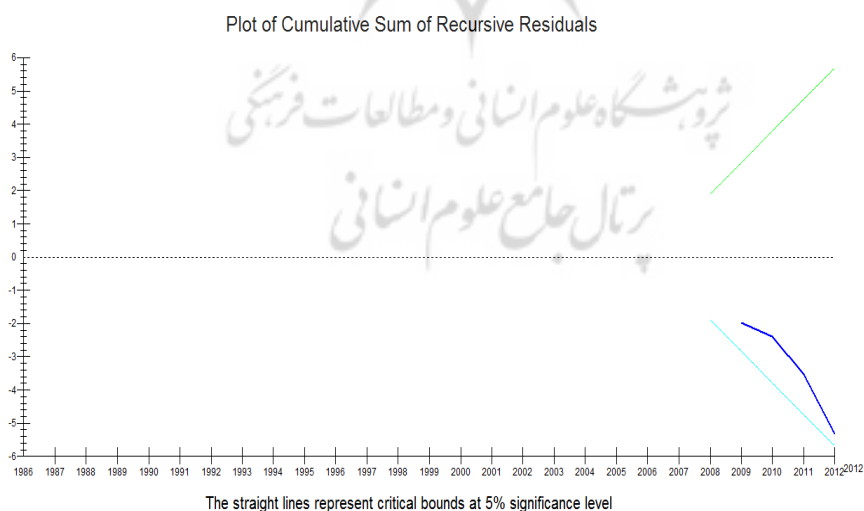 Plot of Cumulative Sum of Recursive Residuals
پژوهشگاه علوم انسانی و مطالعات فرهنگی
پرتال جامع علوم انسانی
6
5
4
3
2
1
0
-1
-2
-3
-4
-5
-6
1986 1987 1988 1989 1990 1991 1992 1993 1994 1995 1996 1997 1998 1999 2000 2001 2002 2003 2004 2005 2006 2007 2008 2009 2010 2011 2012 2012
The straight lines represent critical bounds at 5% significance level